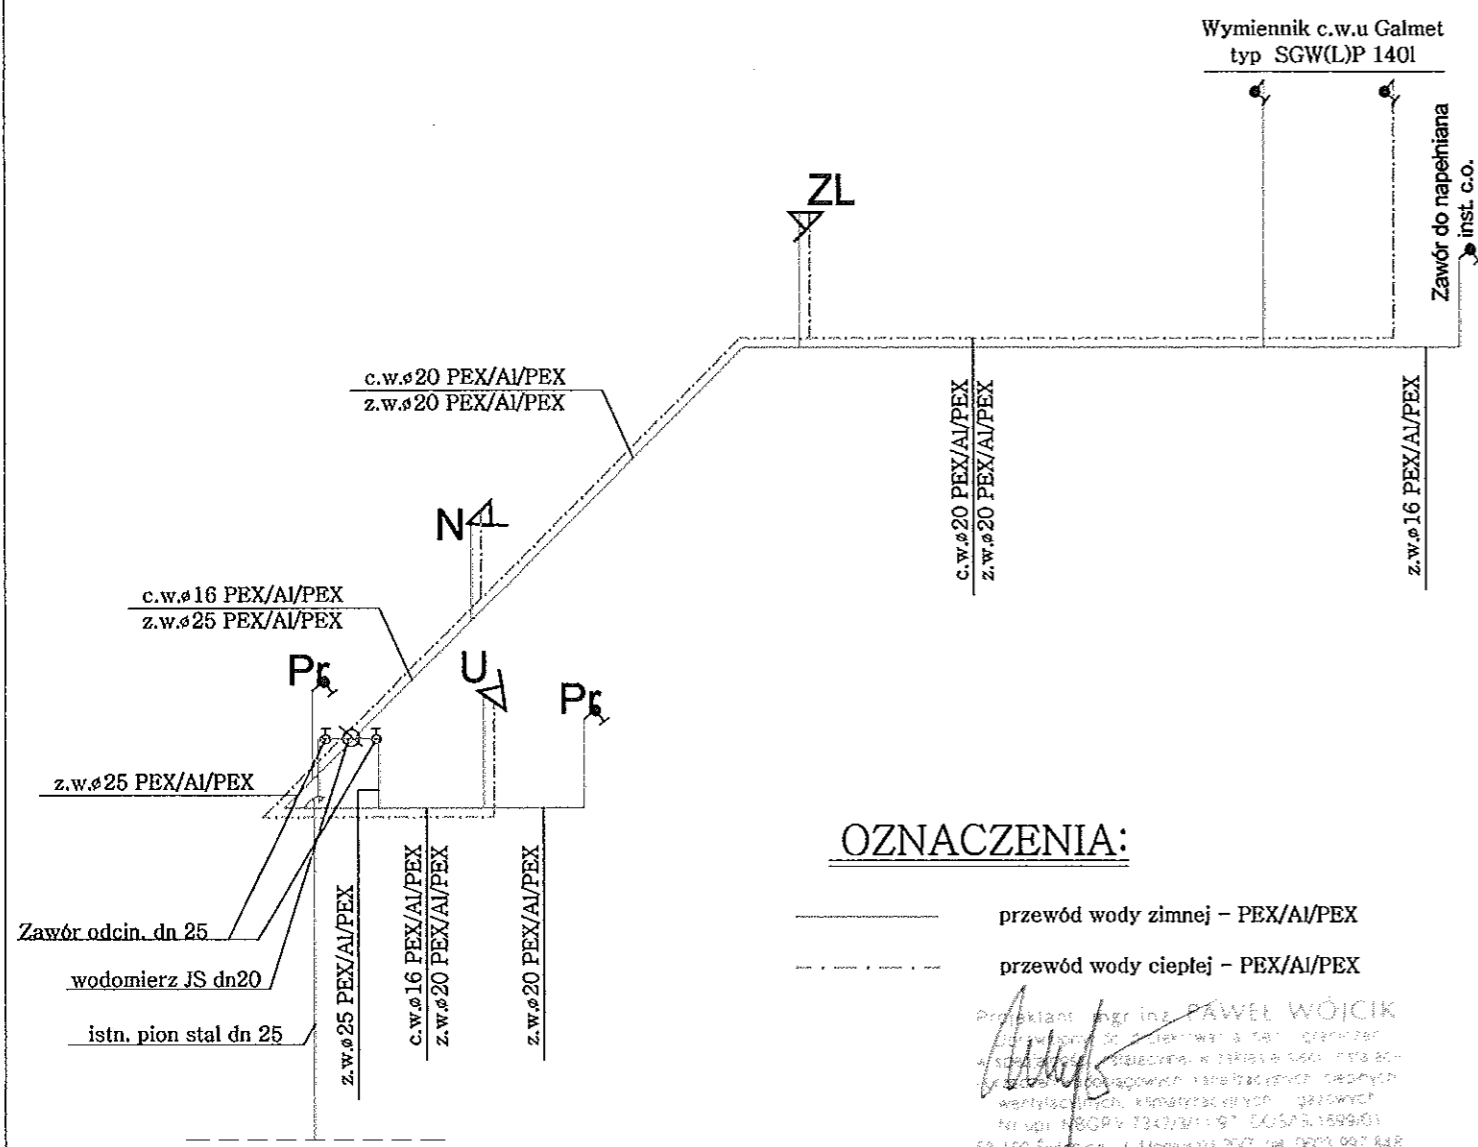 Wymiennik c.w.u Galmet
typ SGW(L)P 140l
Zawór do napełniana
inst. c.o.
ZL
c.w.ø20 PEX/Al/PEX
z.w.ø20 PEX/Al/PEX
c.w.ø20 PEX/Al/PEX
z.w.ø20 PEX/Al/PEX
z.w.ø16 PEX/Al/PEX
N
c.w.ø16 PEX/Al/PEX
z.w.ø25 PEX/Al/PEX
Pr
U
Pr
z.w.ø25 PEX/Al/PEX
Zawór odcin. dn 25
wodomierz JS dn20
istn. pion stal dn 25
z.w.ø25 PEX/Al/PEX
c.w.ø16 PEX/Al/PEX
z.w.ø20 PEX/Al/PEX
z.w.ø20 PEX/Al/PEX
OZNACZENIA:
przewód wody zimnej - PEX/Al/PEX
przewód wody ciepłej - PEX/Al/PEX
Projektant mgr inż. PAWEŁ WÓJCIK